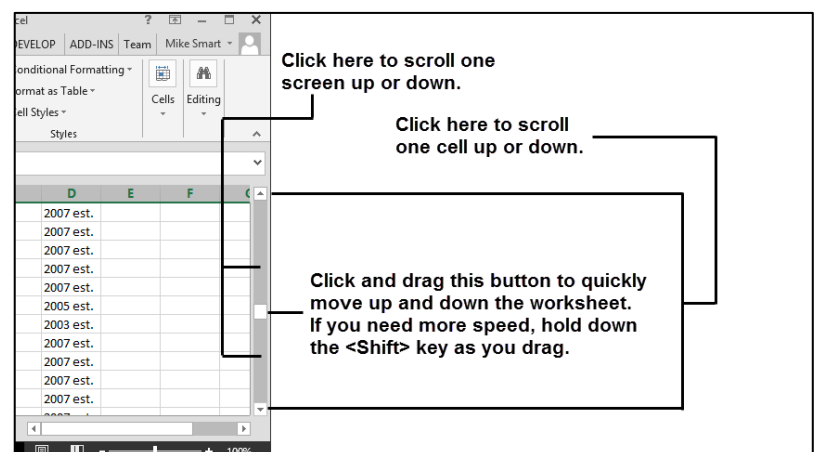 cel ?
DEVELOP ADD-INS Team Mike Smart
Conditional Formatting
Format as Table
Cell Styles
Cells Editing
Styles
D E F G
2007 est.
2007 est.
2007 est.
2007 est.
2007 est.
2005 est.
2003 est.
2007 est.
2007 est.
2007 est.
2007 est.
100%
Click here to scroll one
screen up or down.
Click here to scroll
one cell up or down.
Click and drag this button to quickly
move up and down the worksheet.
If you need more speed, hold down
the <Shift> key as you drag.